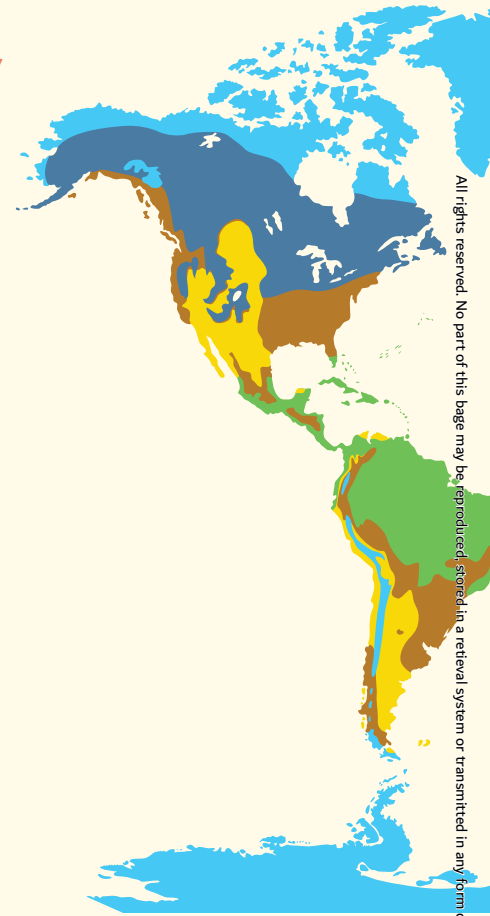 All rights reserved. No part of this bage may be reproduced, stored in a retieval system or transmitted in any form